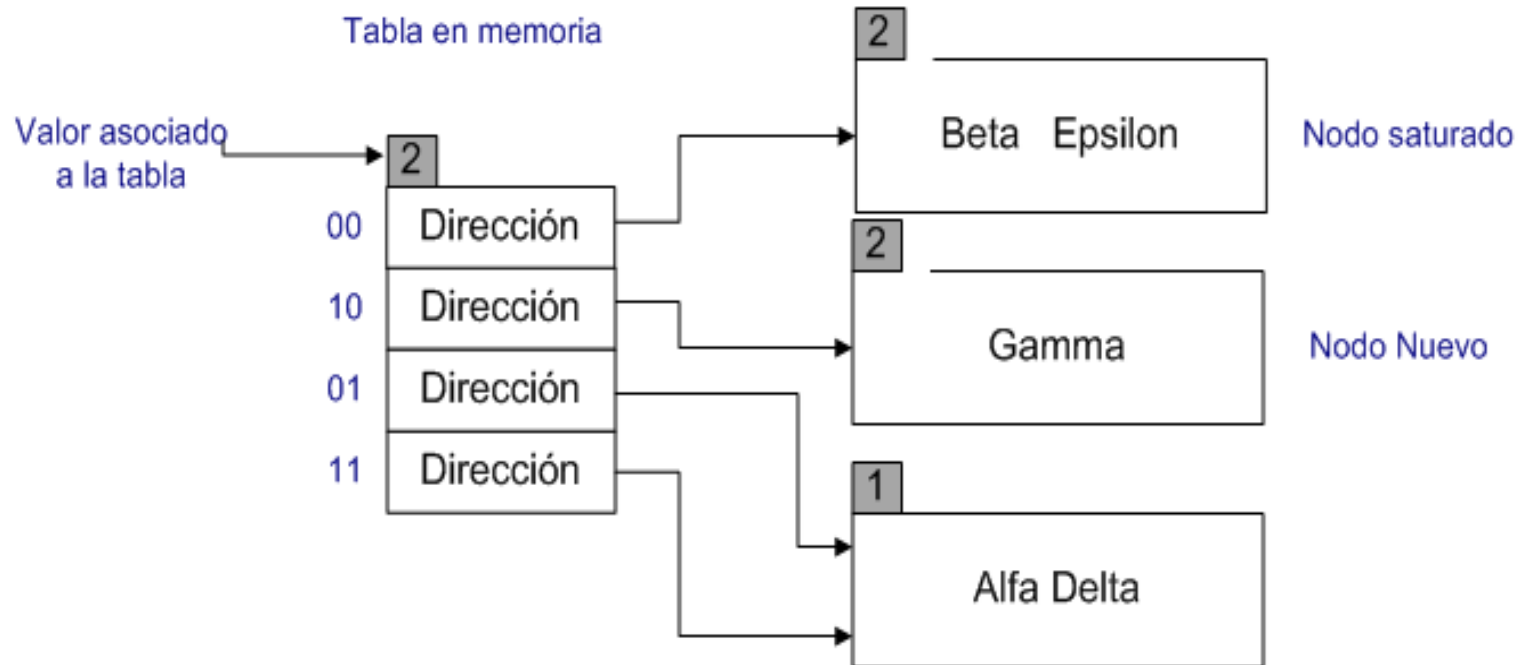 Tabla en memoria
Valor asociado
a la tabla
2
00 Dirección
10 Dirección
01 Dirección
11 Dirección
2
Beta Epsilon
Nodo saturado
2
Gamma
Nodo Nuevo
1
Alfa Delta